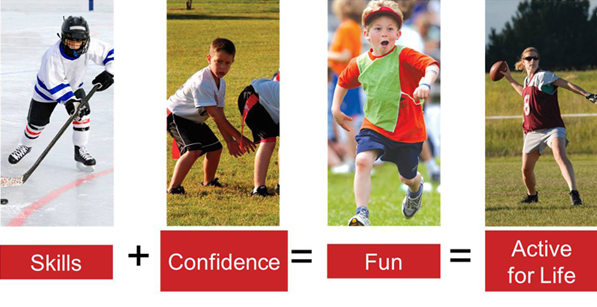 Skills + Confidence = Fun = Active
for Life